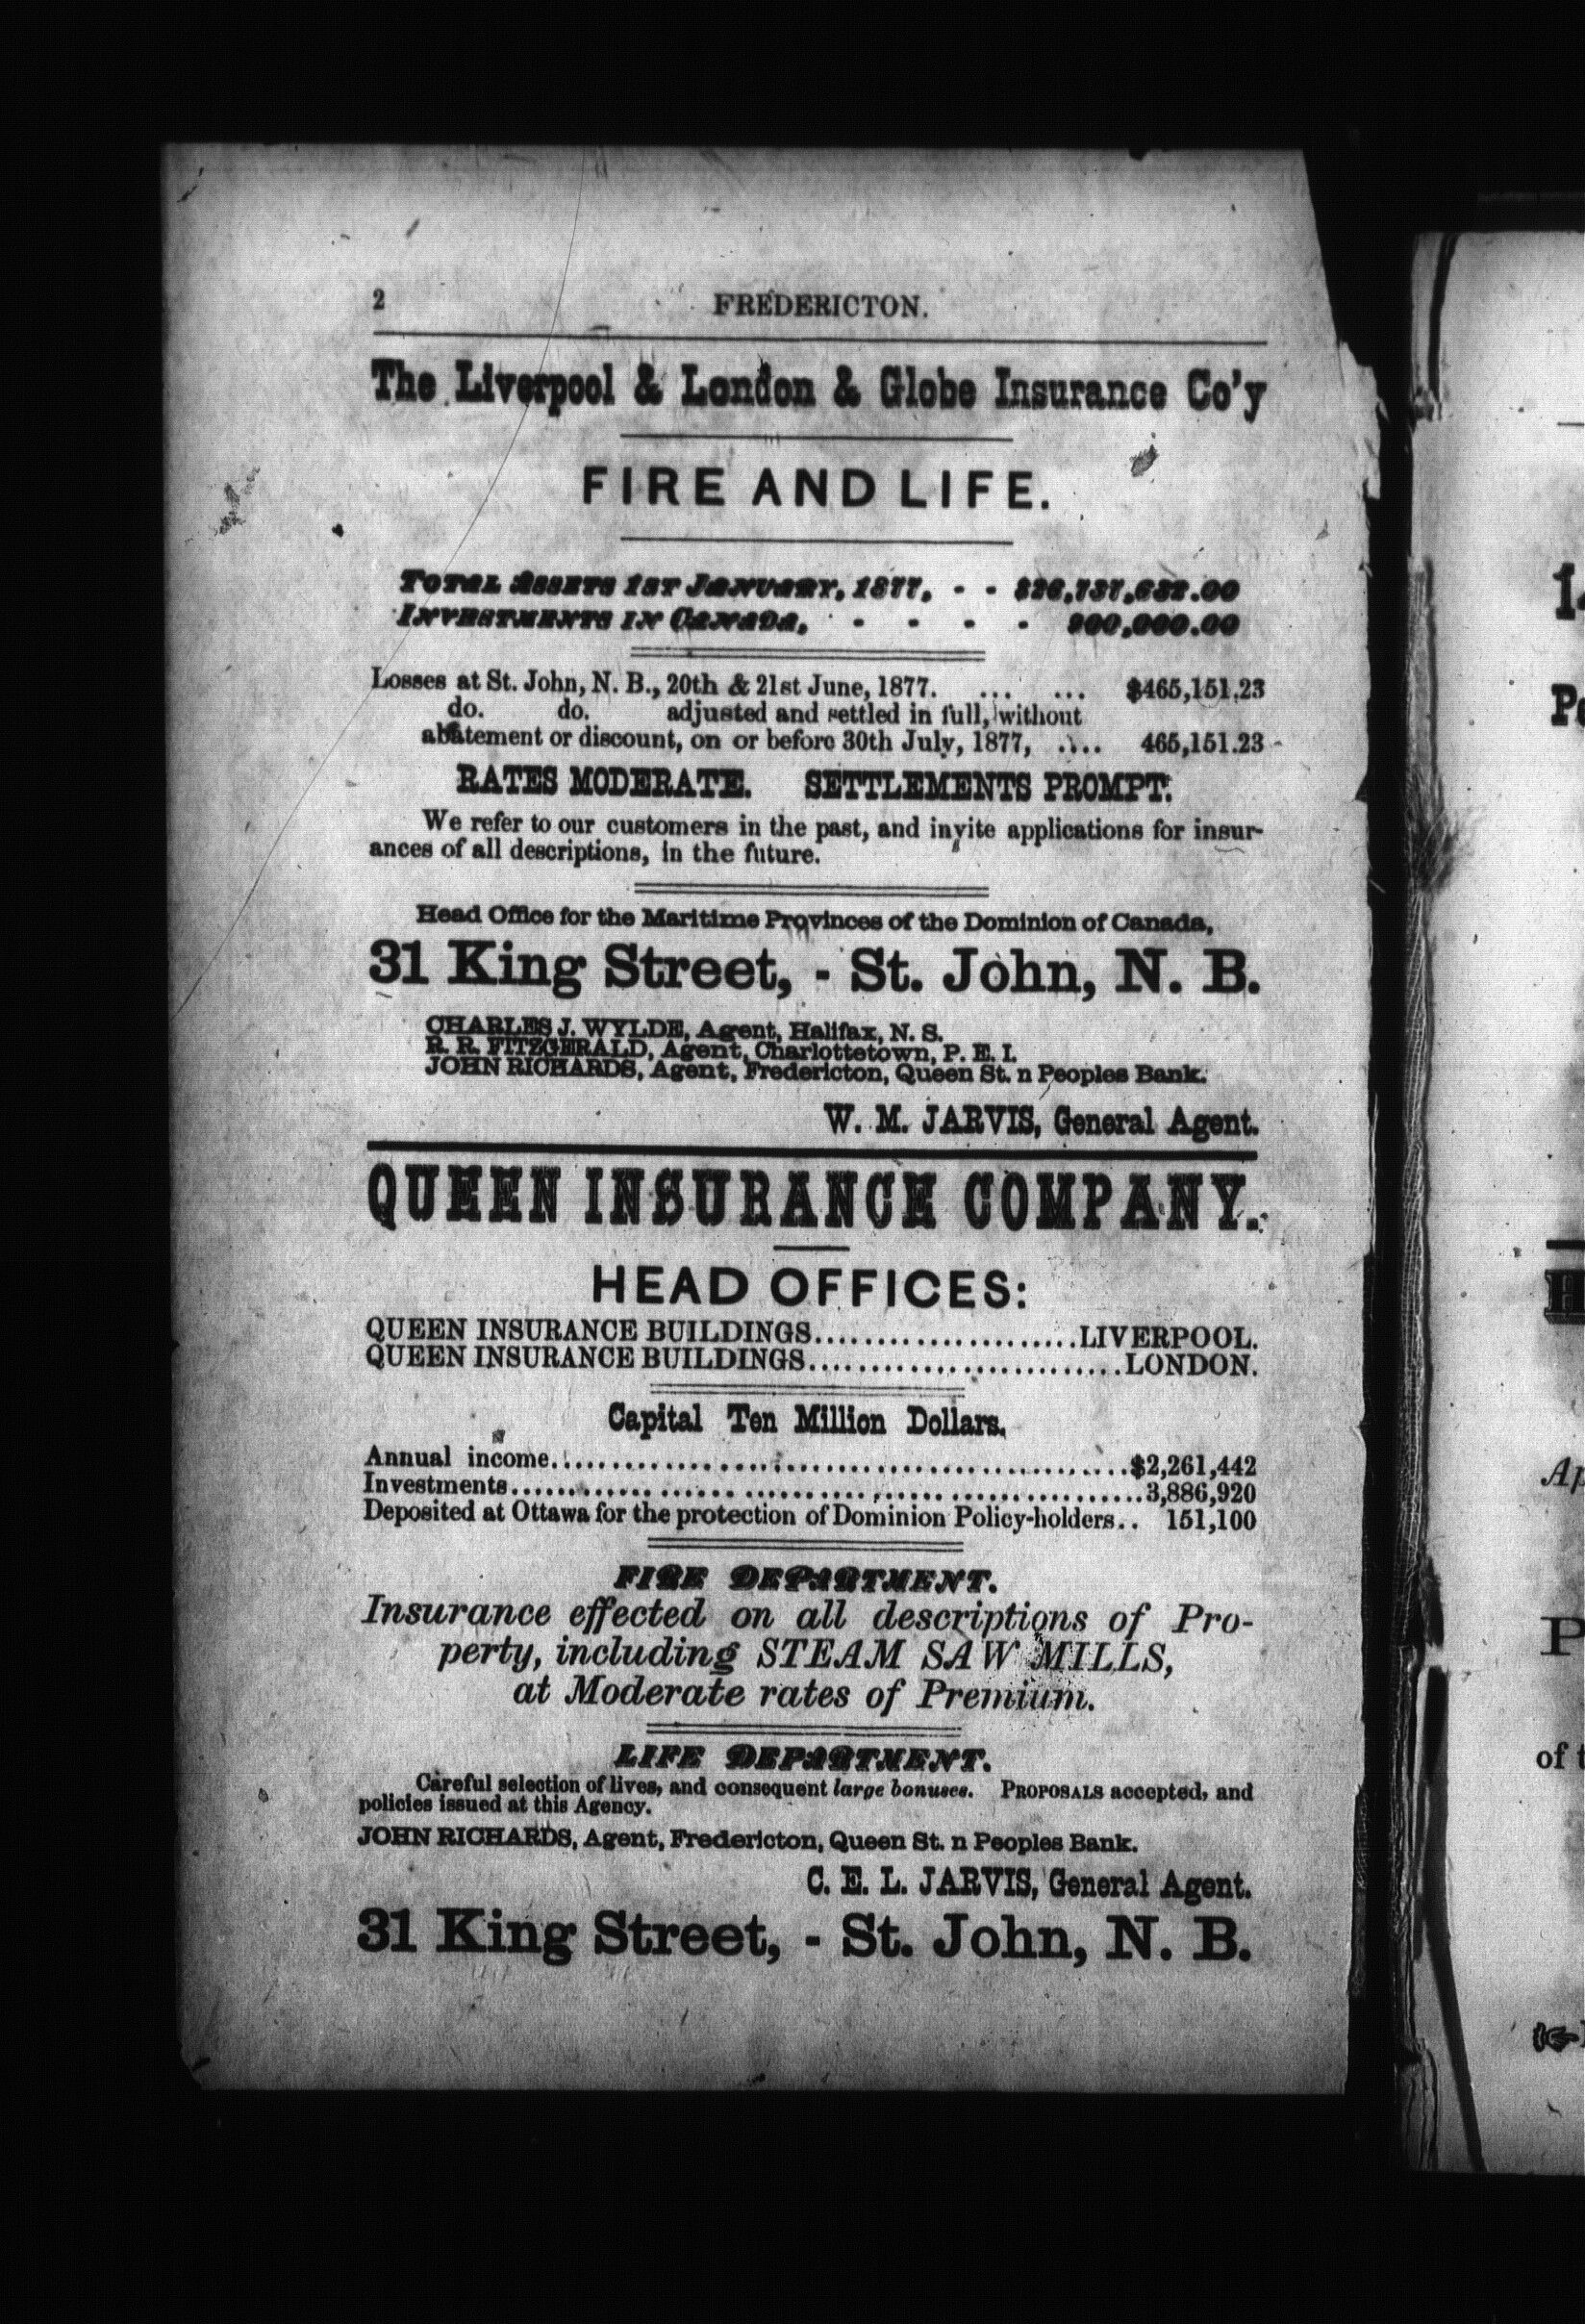 2 FREDERICTON.
The Liverpool & London & Globe Insurance Co'y
FIRE AND LIFE.
TOTAL ASSETS 1ST JANUARY, 1877, - - $26,737,632.00
INVESTMENTS IN CANADA, - - - - 900,000.00
Losses at St. John, N. B., 20th & 21st June, 1877. ... ... $465,151.23
do. do. adjusted and settled in full, without
abatement or discount, on or before 30th July, 1877, .... 465,151.23
RATES MODERATE. SETTLEMENTS PROMPT.
We refer to our customers in the past, and invite applications for insur-
ances of all descriptions, in the future.
Head Office for the Maritime Provinces of the Dominion of Canada,
31 King Street, - St. John, N. B.
CHARLES J. WYLDE, Agent, Halifax, N. S.
R. R. FITZGERALD, Agent, Charlottetown, P. E. I.
JOHN RICHARDS, Agent, Fredericton, Queen St. n Peoples Bank.
W. M. JARVIS, General Agent.
QUEEN INSURANCE COMPANY.
HEAD OFFICES:
QUEEN INSURANCE BUILDINGS......................LIVERPOOL.
QUEEN INSURANCE BUILDINGS..........................LONDON.
Capital Ten Million Dollars.
Annual income................................................$2,261,442
Investments......................................................3,886,920
Deposited at Ottawa for the protection of Dominion Policy-holders.. 151,100
FIRE DEPARTMENT.
Insurance effected on all descriptions of Pro-
perty, including STEAM SAW MILLS,
at Moderate rates of Premium.
LIFE DEPARTMENT.
Careful selection of lives, and consequent large bonuses. PROPOSALS accepted, and
policies issued at this Agency.
JOHN RICHARDS, Agent, Fredericton, Queen St. n Peoples Bank.
C. E. L. JARVIS, General Agent.
31 King Street, - St. John, N. B.
of t